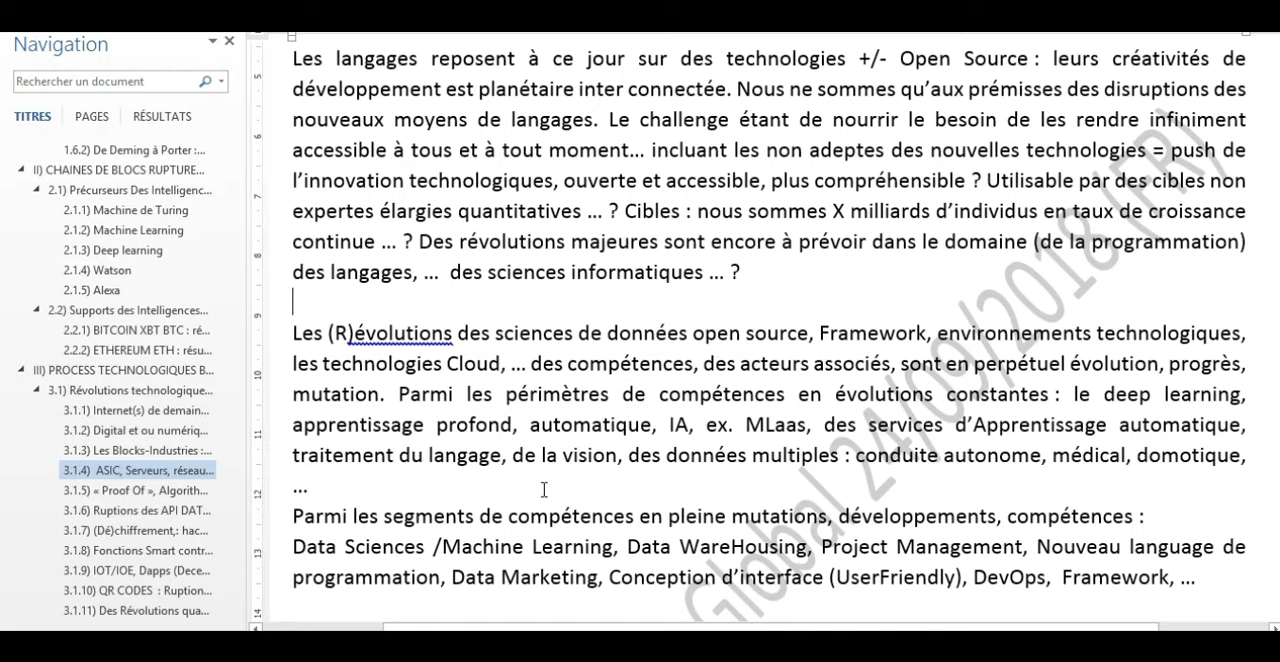 Navigation
Rechercher un document
TITRES PAGES RÉSULTATS
1.6.2) De Deming à Porter :...
II) CHAINES DE BLOCS RUPTURE...
2.1) Précurseurs Des Intelligenc...
2.1.1) Machine de Turing
2.1.2) Machine Learning
2.1.3) Deep learning
2.1.4) Watson
2.1.5) Alexa
2.2) Supports des Intelligences...
2.2.1) BITCOIN XBT BTC : ré...
2.2.2) ETHEREUM ETH : résu...
III) PROCESS TECHNOLOGIQUES B...
3.1) Révolutions technologique...
3.1.1) Internet(s) de demain...
3.1.2) Digital et ou numériq...
3.1.3) Les Blocks-Industries :...
3.1.4) ASIC, Serveurs, réseau...
3.1.5) « Proof Of », Algorith...
3.1.6) Ruptions des API DAT...
3.1.7) (Dé)chiffrement,: hac...
3.1.8) Fonctions Smart contr...
3.1.9) IOT/IOE, Dapps (Dece...
3.1.10) QR CODES : Ruption...
3.1.11) Des Révolutions qua...
5
6
7
8
9
10
11
12
13
14
Les langages reposent à ce jour sur des technologies +/- Open Source : leurs créativités de
développement est planétaire inter connectée. Nous ne sommes qu’aux prémisses des disruptions des
nouveaux moyens de langages. Le challenge étant de nourrir le besoin de les rendre infiniment
accessible à tous et à tout moment... incluant les non adeptes des nouvelles technologies = push de
l’innovation technologiques, ouverte et accessible, plus compréhensible ? Utilisable par des cibles non
expertes élargies quantitatives ... ? Cibles : nous sommes X milliards d’individus en taux de croissance
continue ... ? Des révolutions majeures sont encore à prévoir dans le domaine (de la programmation)
des langages, ... des sciences informatiques ... ?
Les (R)évolutions des sciences de données open source, Framework, environnements technologiques,
les technologies Cloud, ... des compétences, des acteurs associés, sont en perpétuel évolution, progrès,
mutation. Parmi les périmètres de compétences en évolutions constantes : le deep learning,
apprentissage profond, automatique, IA, ex. MLaas, des services d’Apprentissage automatique,
traitement du langage, de la vision, des données multiples : conduite autonome, médical, domotique,
...
Parmi les segments de compétences en pleine mutations, développements, compétences :
Data Sciences /Machine Learning, Data WareHousing, Project Management, Nouveau language de
programmation, Data Marketing, Conception d’interface (UserFriendly), DevOps, Framework, ...
Global 24/09/2018 (FR)